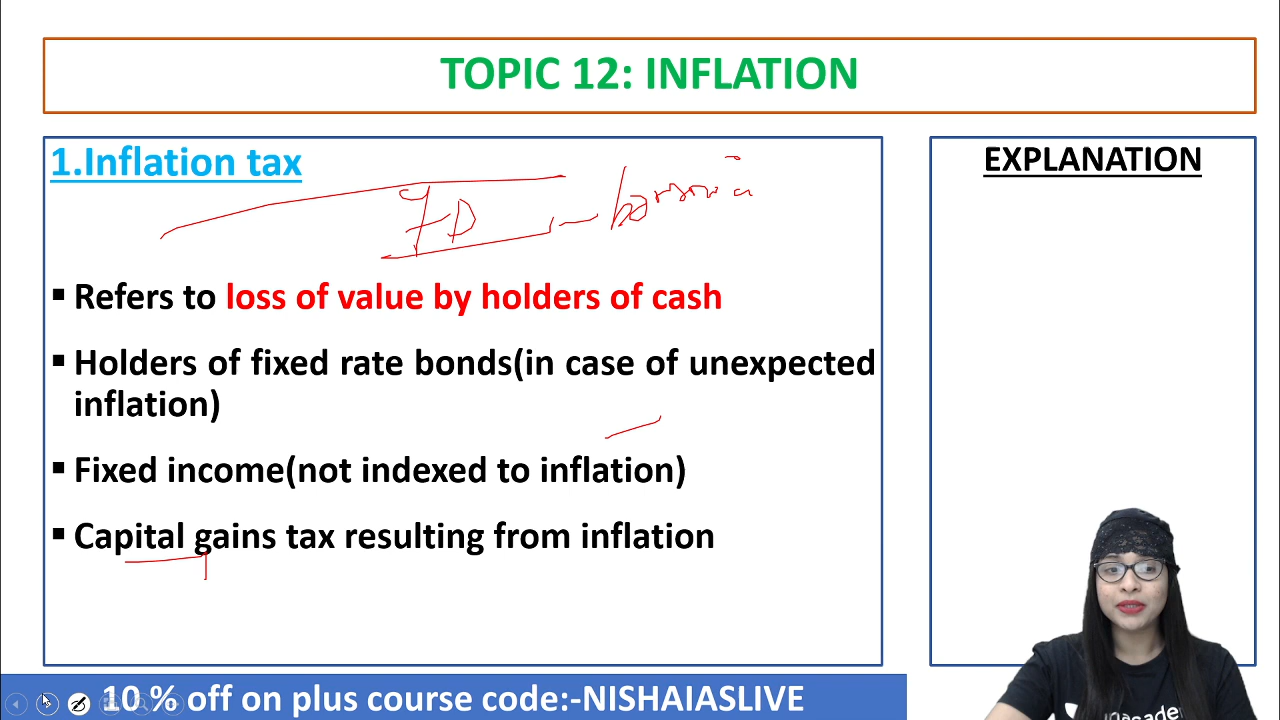 TOPIC 12: INFLATION
1.Inflation tax
FD
▪ Refers to loss of value by holders of cash
▪ Holders of fixed rate bonds(in case of unexpected
inflation)
▪ Fixed income(not indexed to inflation)
▪ Capital gains tax resulting from inflation
EXPLANATION
10 % off on plus course code:-NISHAIASLIVE